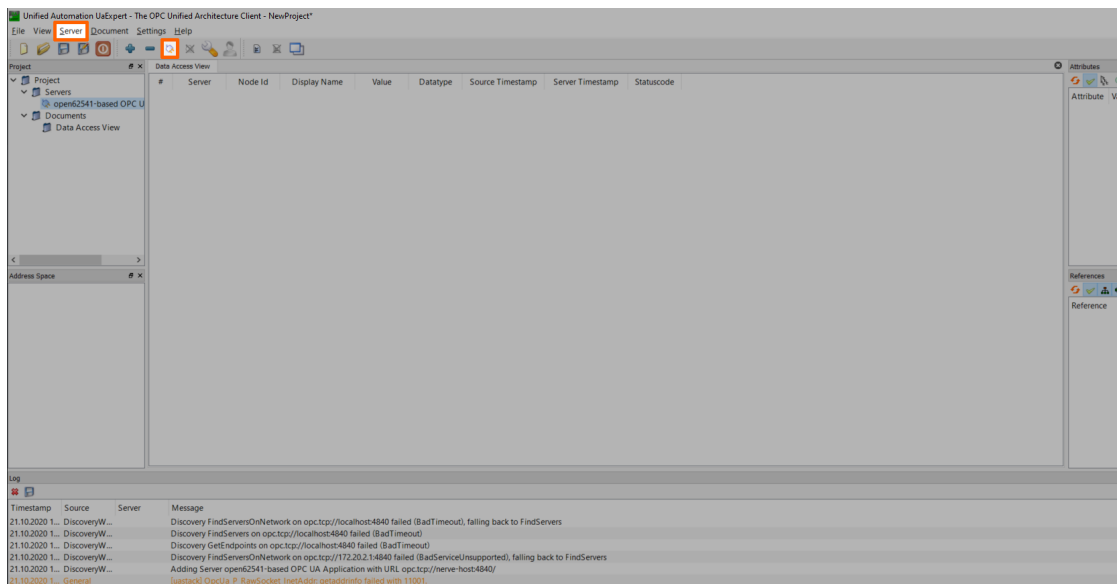 Unified Automation UaExpert - The OPC Unified Architecture Client - NewProject*
File View Server Document Settings Help
Project
Data Access View
Attributes
Project
Servers
open62541-based OPC U
Documents
Data Access View
# Server Node Id Display Name Value Datatype Source Timestamp Server Timestamp Statuscode
Attribute V
Address Space
References
Reference
Log
Timestamp Source Server Message
21.10.2020 1... DiscoveryW... Discovery FindServersOnNetwork on opc.tcp://localhost:4840 failed (BadTimeout), falling back to FindServers
21.10.2020 1... DiscoveryW... Discovery FindServers on opc.tcp://localhost:4840 failed (BadTimeout)
21.10.2020 1... DiscoveryW... Discovery GetEndpoints on opc.tcp://localhost:4840 failed (BadTimeout)
21.10.2020 1... DiscoveryW... Discovery FindServersOnNetwork on opc.tcp://172.20.2.1:4840 failed (BadServiceUnsupported), falling back to FindServers
21.10.2020 1... DiscoveryW... Adding Server open62541-based OPC UA Application with URL opc.tcp://nerve-host:4840/
21.10.2020 1... General [uastack] OpcUa_P_RawSocket_InetAddr: getaddrinfo failed with 11001.